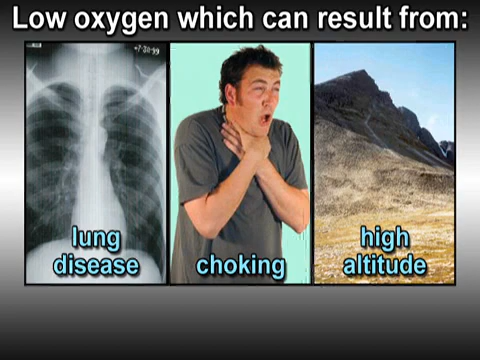 Low oxygen which can result from:
lung
disease
choking
high
altitude